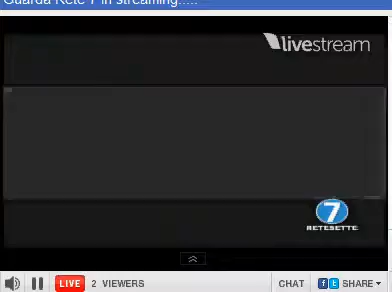 Guarda Rete 7 in streaming.....
livestream
7
RETESETTE
LIVE 2 VIEWERS CHAT f t SHARE